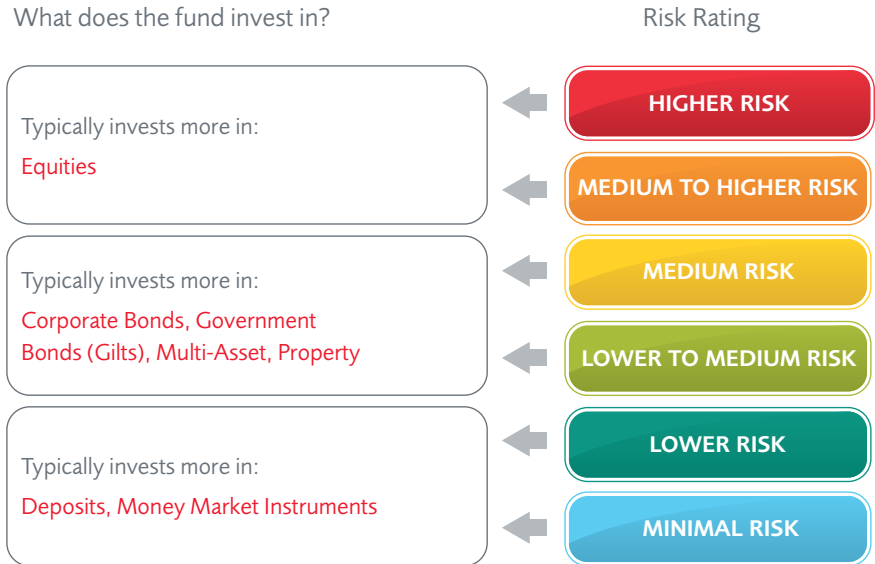 What does the fund invest in?
Risk Rating
Typically invests more in:
Equities
HIGHER RISK
MEDIUM TO HIGHER RISK
Typically invests more in:
Corporate Bonds, Government
Bonds (Gilts), Multi-Asset, Property
MEDIUM RISK
LOWER TO MEDIUM RISK
Typically invests more in:
Deposits, Money Market Instruments
LOWER RISK
MINIMAL RISK